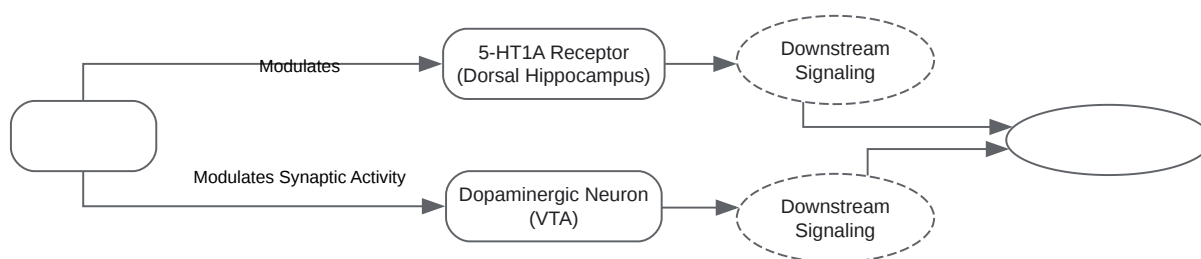 Modulates
5-HT1A Receptor
(Dorsal Hippocampus)
Downstream
Signaling
Modulates Synaptic Activity
Dopaminergic Neuron
(VTA)
Downstream
Signaling